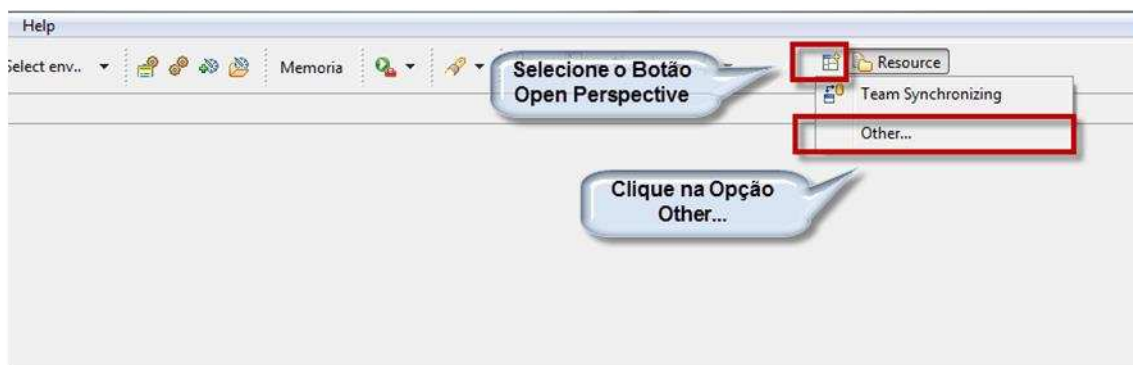 Help
Select env..
Memoria
Resource
Selecione o Botão
Open Perspective
Team Synchronizing
Other...
Clique na Opção
Other...